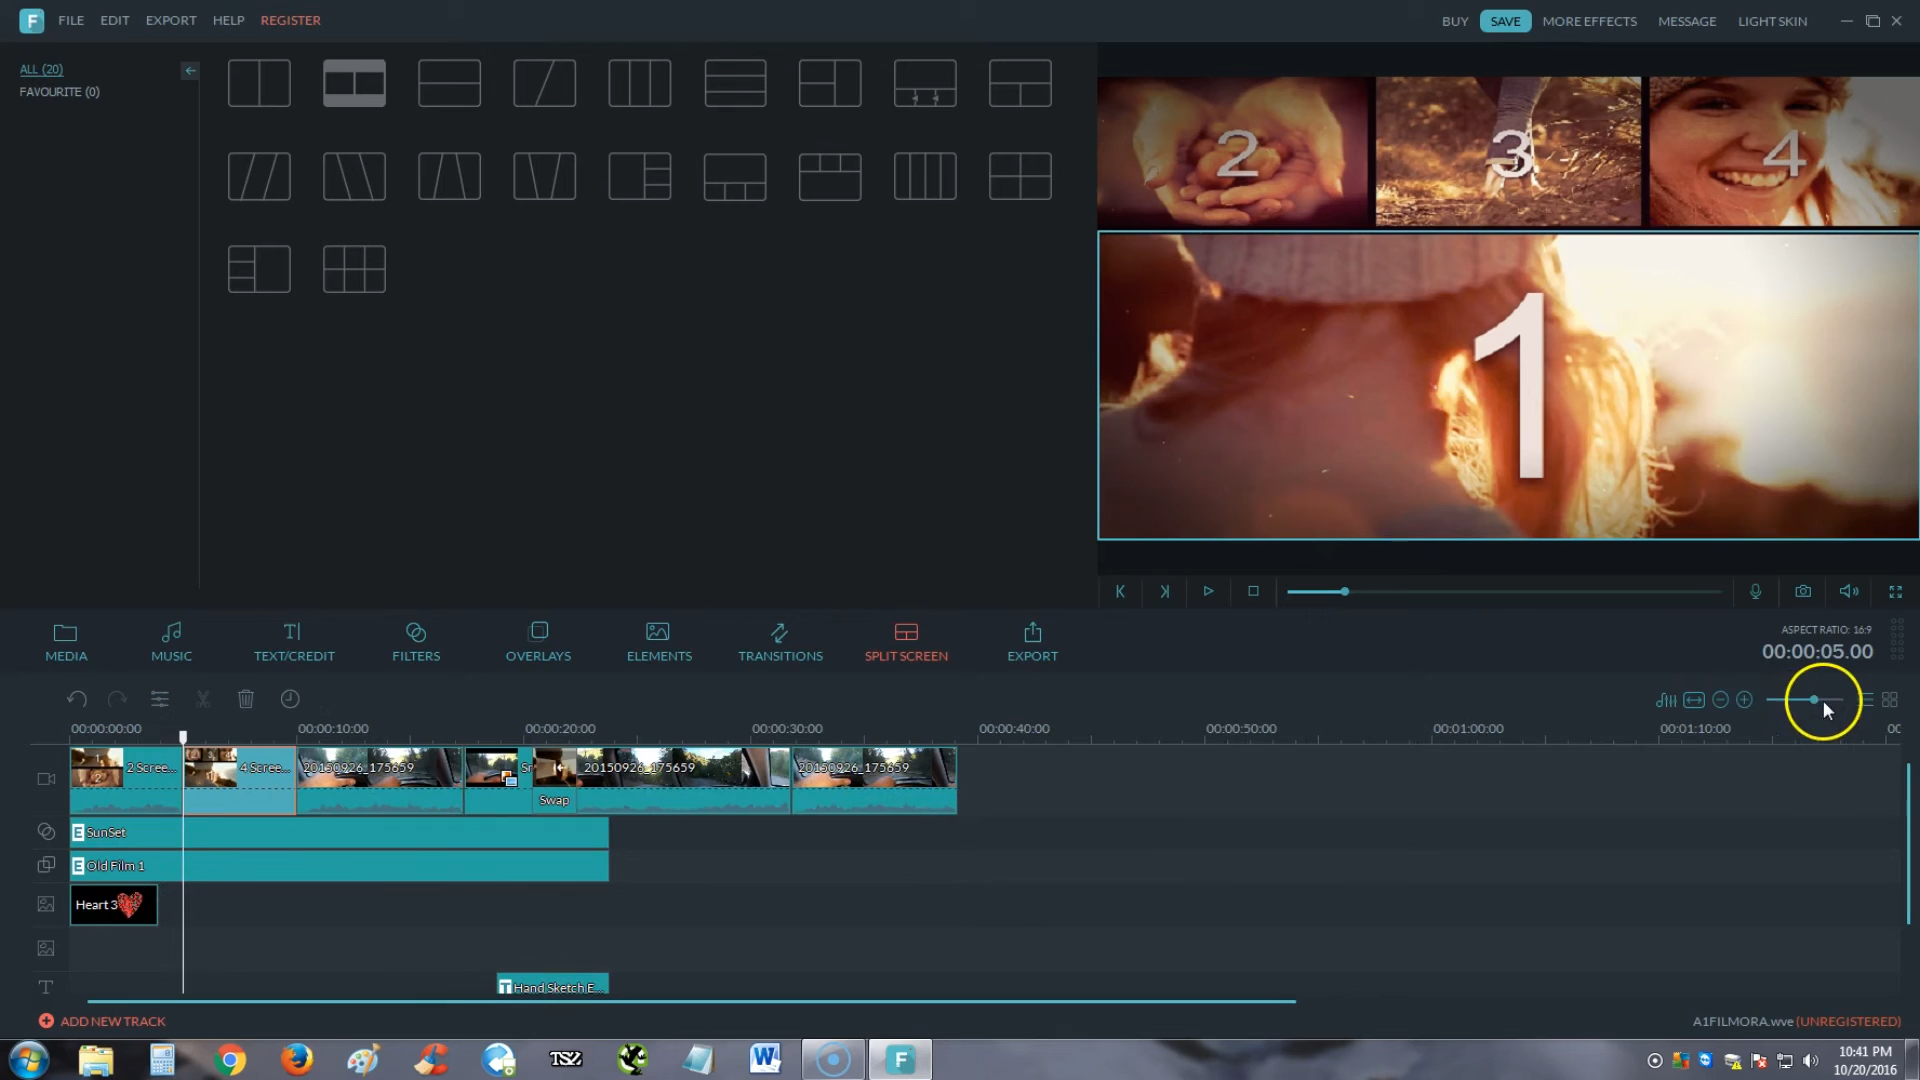 F FILE EDIT EXPORT HELP REGISTER
BUY SAVE MORE EFFECTS MESSAGE LIGHT SKIN
ALL (20)
FAVOURITE (0)
2 3 4
1
MEDIA MUSIC TEXT/CREDIT FILTERS OVERLAYS ELEMENTS TRANSITIONS SPLIT SCREEN EXPORT
ASPECT RATIO: 16:9
00:00:05.00
00:00:00:00 00:00:10:00 00:00:20:00 00:00:30:00 00:00:40:00 00:00:50:00 00:01:00:00 00:01:10:00 00
2 Scree... 4 Scree... 20150926_175659 Sr 20150926_175659 20150926_175659
Swap
E SunSet
E Old Film 1
Heart 3
T T Hand Sketch E...
ADD NEW TRACK
A1FILMORA.wve (UNREGISTERED)
TSZ W F
10:41 PM
10/20/2016